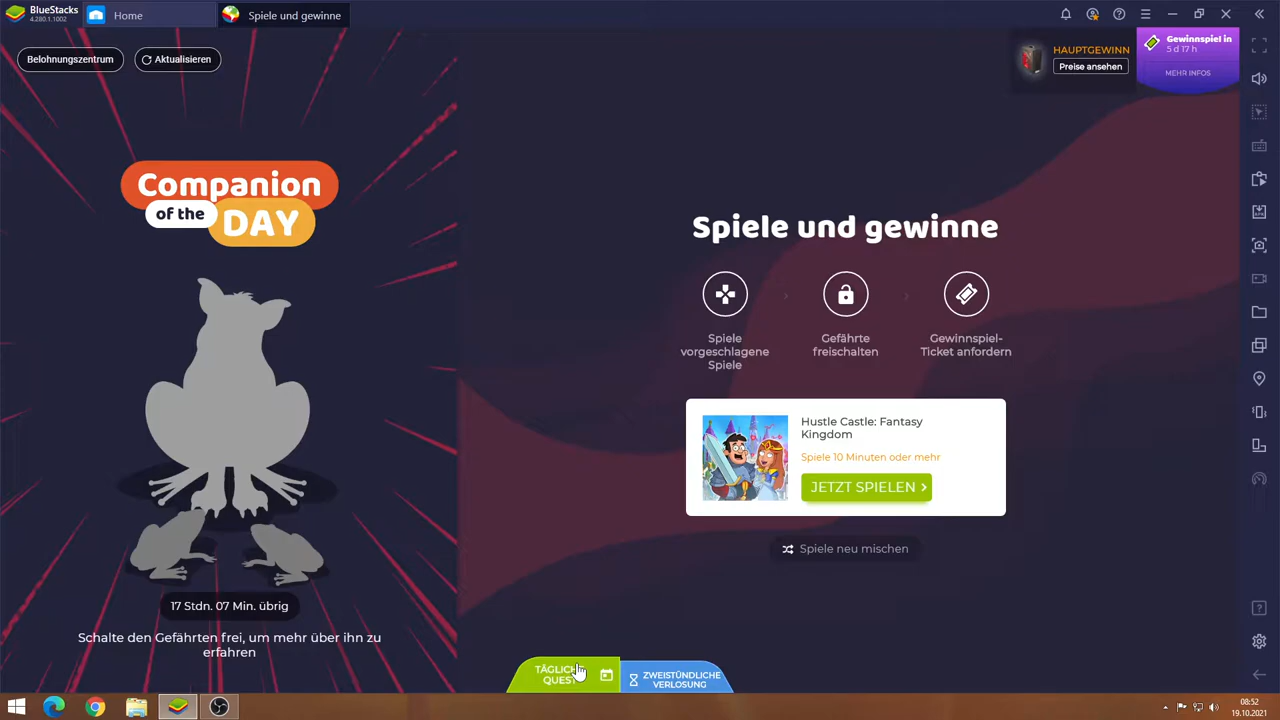 BlueStacks
4.280.1.1002
Home
Spiele und gewinne
Belohnungszentrum
Aktualisieren
HAUPTGEWINN
Preise ansehen
Gewinnspiel in
5 d 17 h
MEHR INFOS
Companion
of the
DAY
17 Stdn. 07 Min. übrig
Schalte den Gefährten frei, um mehr über ihn zu
erfahren
Spiele und gewinne
Spiele
vorgeschlagene
Spiele
Gefährte
freischalten
Gewinnspiel-
Ticket anfordern
Hustle Castle: Fantasy
Kingdom
Spiele 10 Minuten oder mehr
JETZT SPIELEN
Spiele neu mischen
QUEST
ZWEISTÜNDLICHE
VERLOSUNG
08:52
19.10.2021